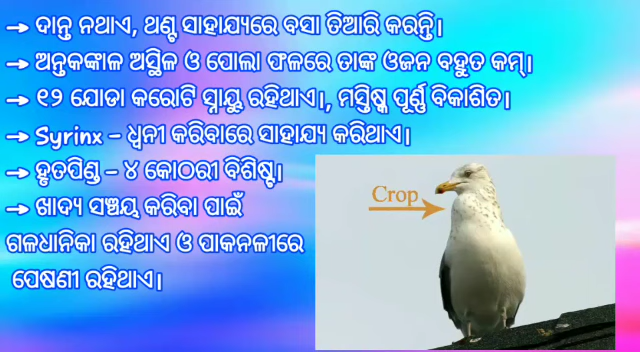 → ଦାନ୍ତ ନଥାଏ, ଥଣ୍ଟ ସାହାଯ୍ୟରେ ବସା ତିଆରି କରନ୍ତି।
→ ଅନ୍ତଃକଙ୍କାଳ ଅସ୍ଥିଳ ଓ ପୋଲା ଫଳରେ ତାଙ୍କ ଓଜନ ବହୁତ କମ୍।
→ ୧୨ ଯୋଡା କରୋଟି ସ୍ନାୟୁ ରହିଥାଏ।, ମସ୍ତିଷ୍କ ପୂର୍ଣ୍ଣ ବିକାଶିତ।
→ Syrinx – ଧ୍ୱନୀ କରିବାରେ ସାହାଯ୍ୟ କରିଥାଏ।
→ ହୃତପିଣ୍ଡ – ୪ କୋଠରୀ ବିଶିଷ୍ଟ।
→ ଖାଦ୍ୟ ସଞ୍ଚୟ କରିବା ପାଇଁ
ଗଳଧାନିକା ରହିଥାଏ ଓ ପାକନଳୀରେ
ପେଷଣୀ ରହିଥାଏ।
Crop